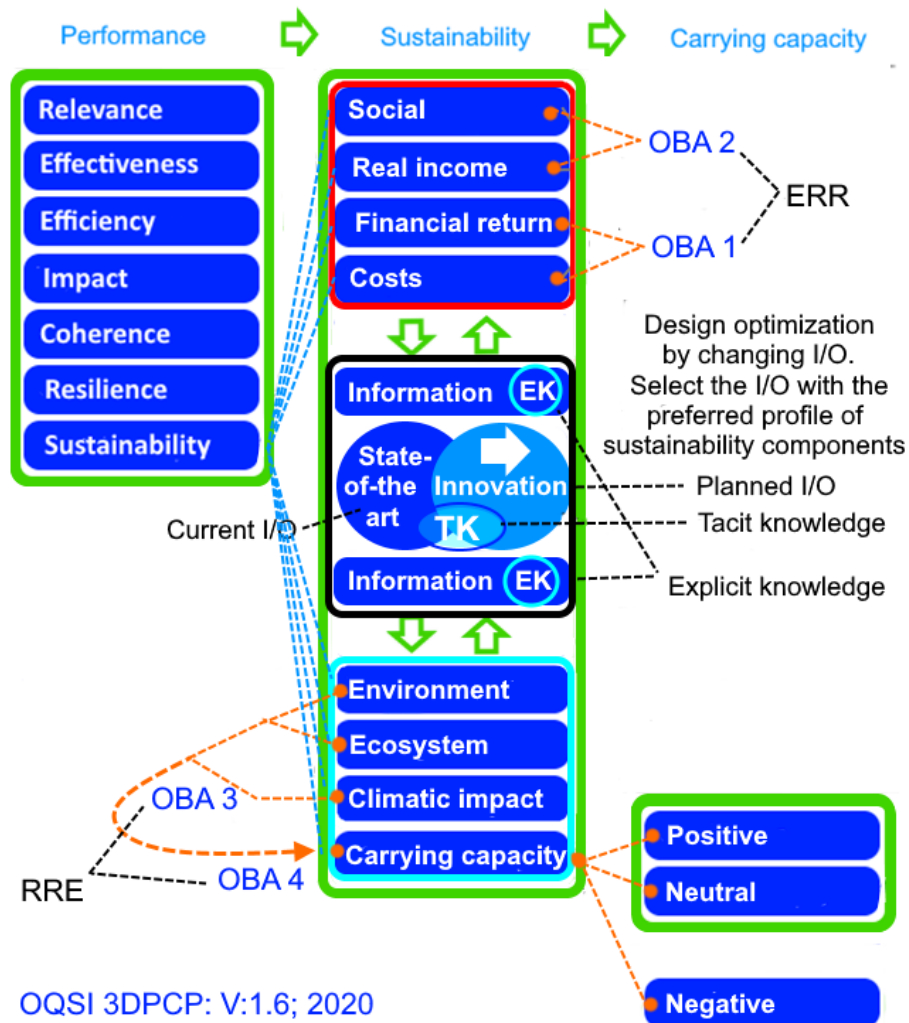 Performance
Sustainability
Carrying capacity
Relevance
Effectiveness
Efficiency
Impact
Coherence
Resilience
Sustainability
Social
Real income
Financial return
Costs
OBA 2
OBA 1
ERR
Design optimization
by changing I/O.
Select the I/O with the
preferred profile of
sustainability components
Information EK
State-
of-the
art
Innovation
TK
Information EK
Current I/O
Planned I/O
Tacit knowledge
Explicit knowledge
Environment
Ecosystem
Climatic impact
Carrying capacity
OBA 3
OBA 4
RRE
Positive
Neutral
Negative
OQSI 3DPCP: V:1.6; 2020